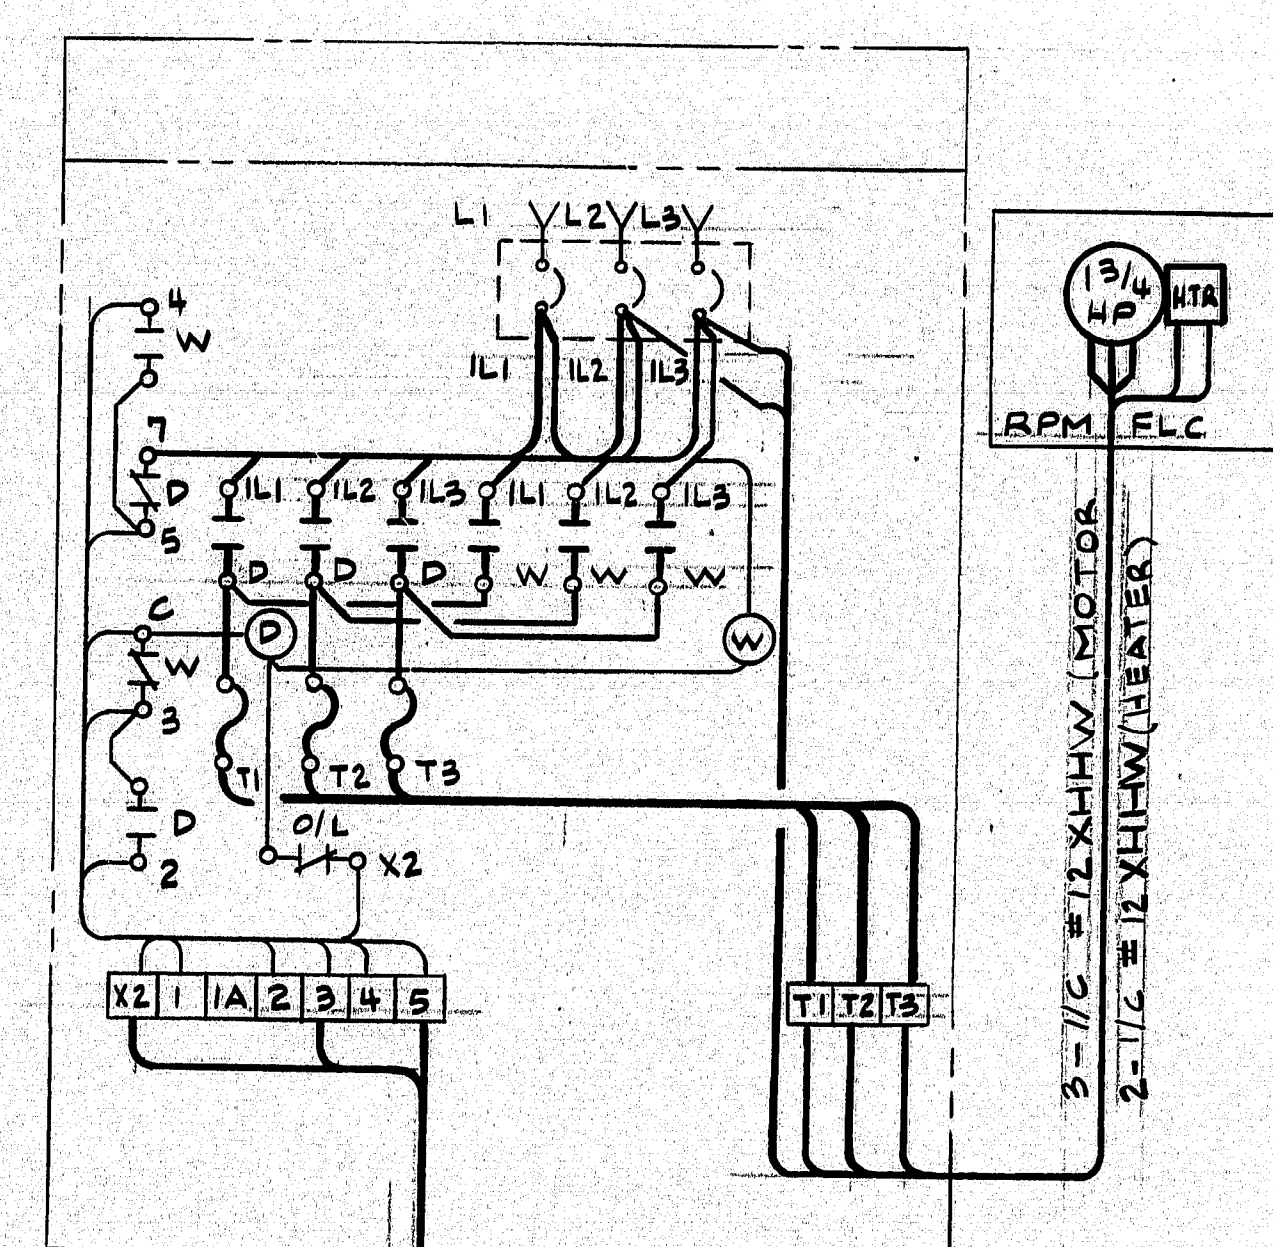 L1 L2 L3
1 3/4 HP
HTR
4
W
1L1 1L2 1L3
RPM FLC
7
D
1L1 1L2 1L3 1L1 1L2 1L3
5
D D D W W W
C
D
W
W
3
T1 T2 T3
D
O/L
2
X2
X2 1 1A 2 3 4 5
T1 T2 T3
3-1/C #12 XHHW (MOTOR
2-1/C #12 XHHW (HEATER)